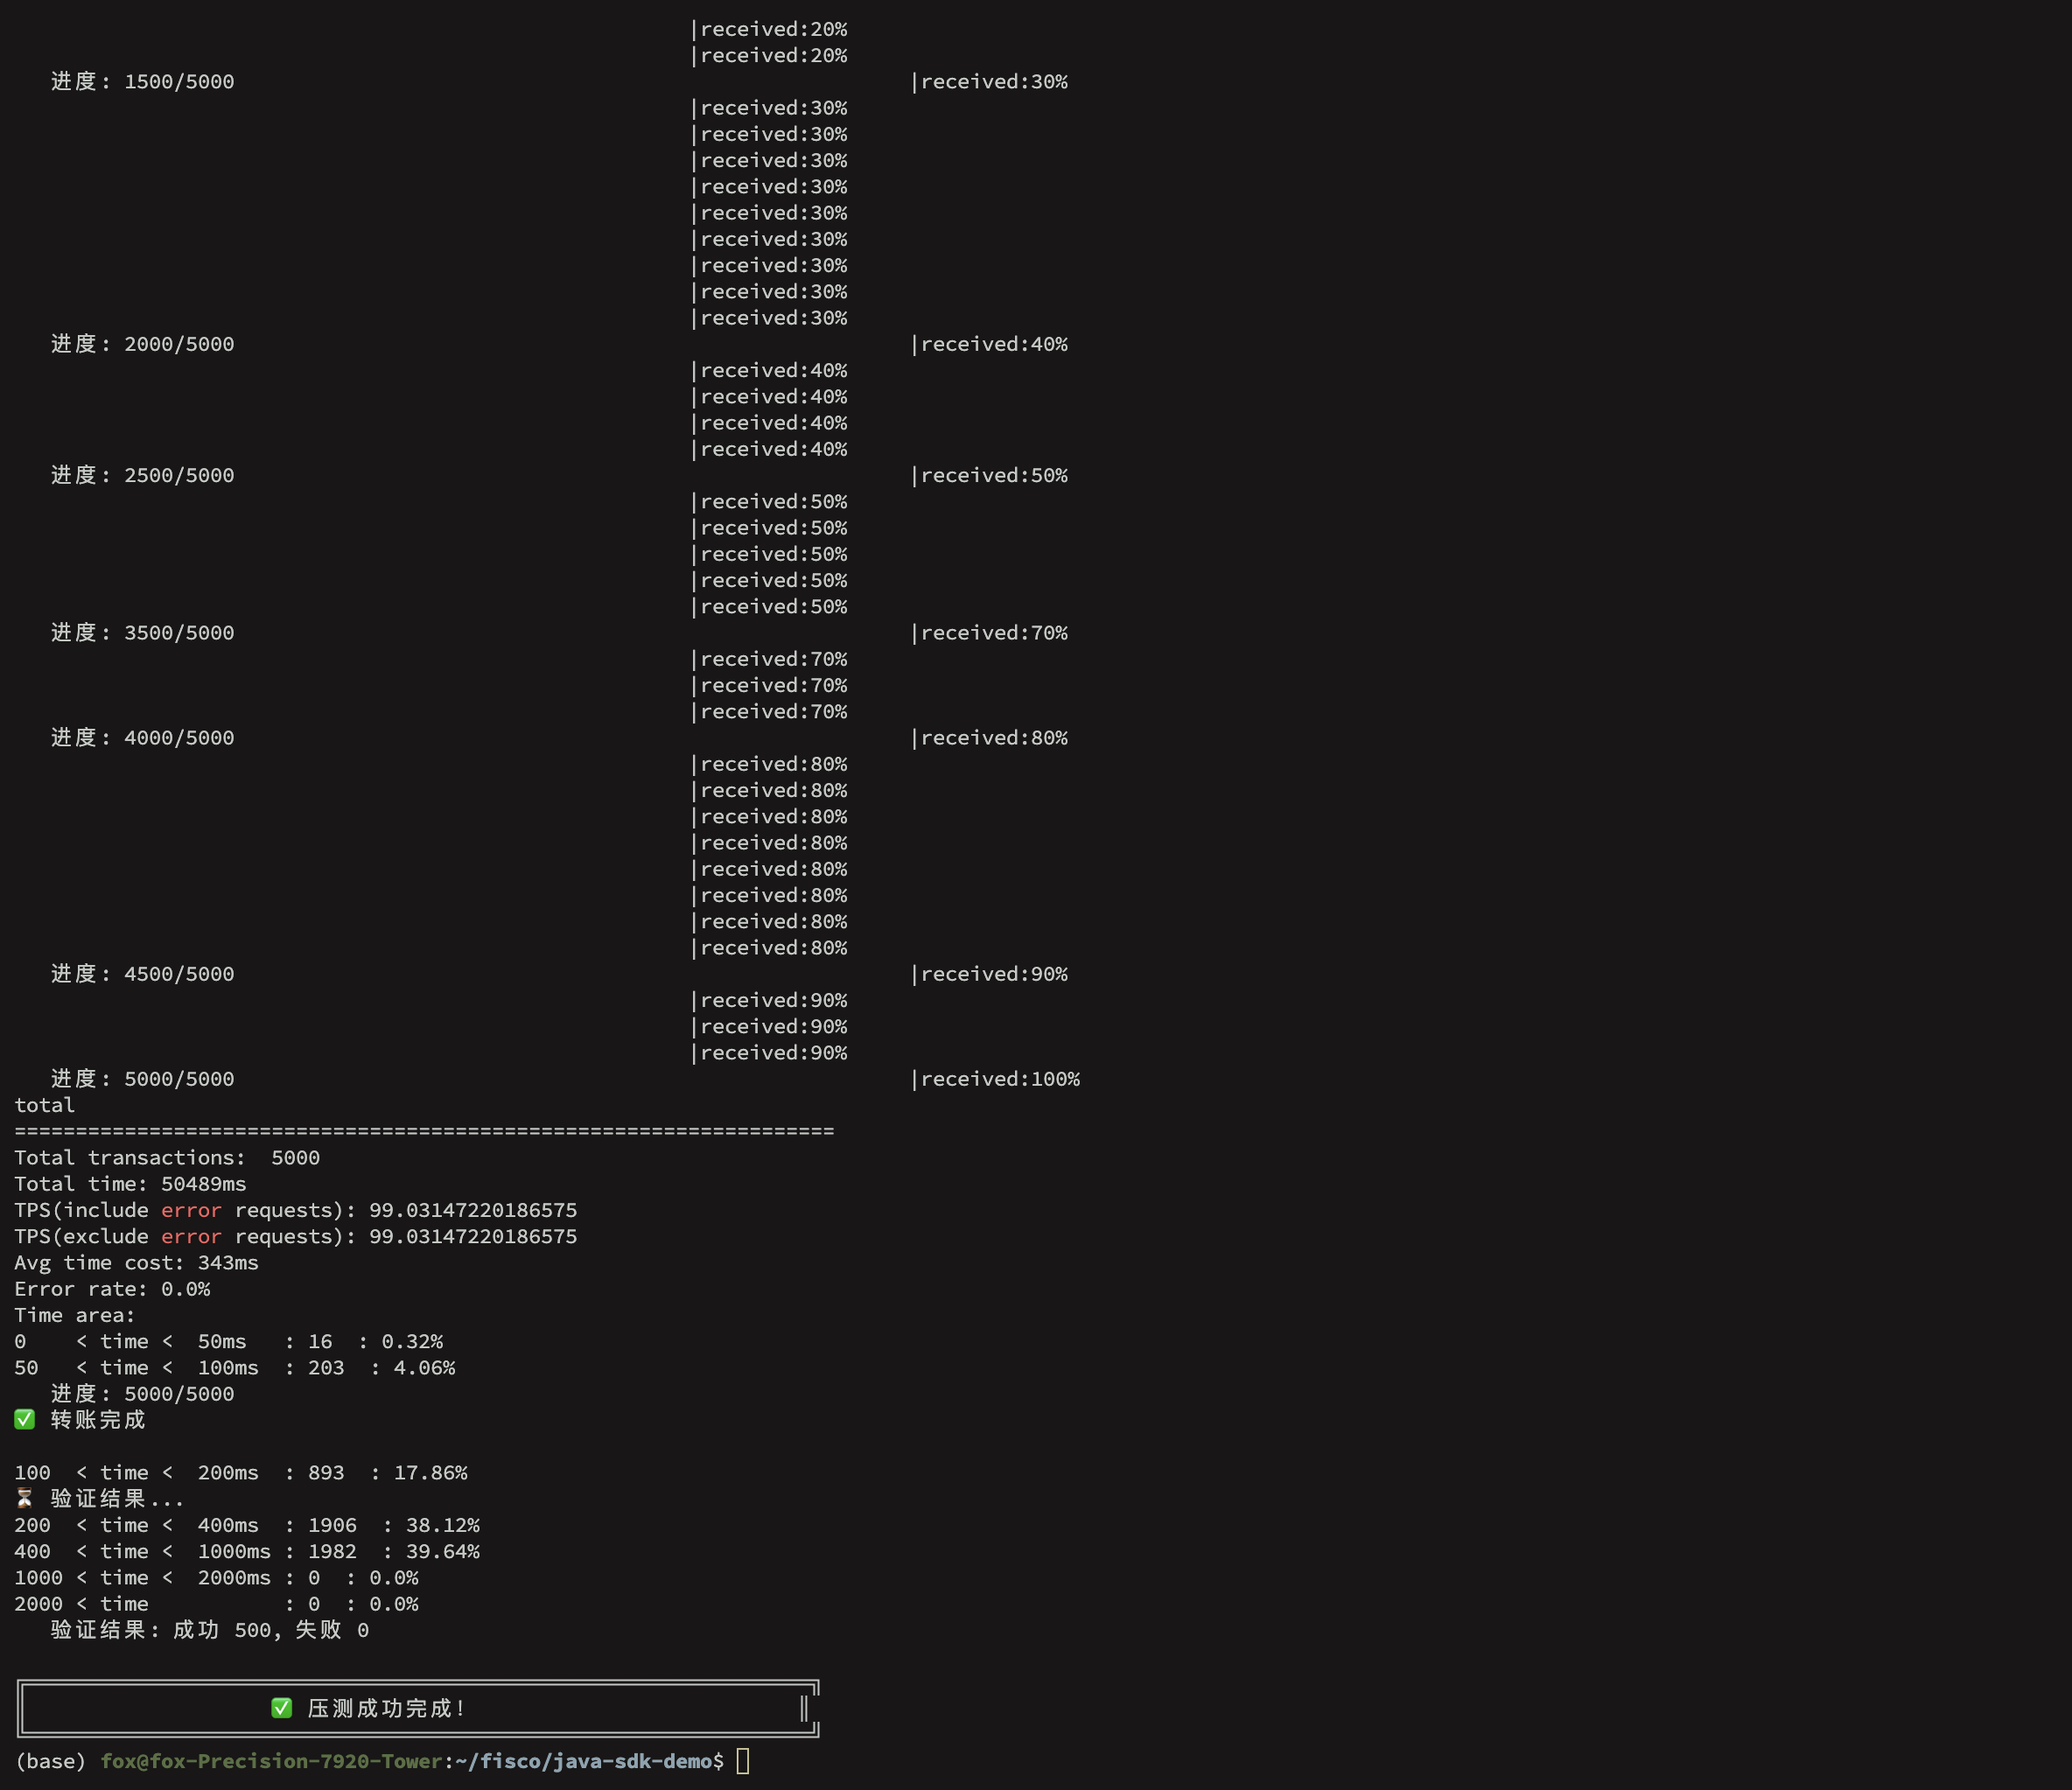 |received:20%
|received:20%
进度: 1500/5000 |received:30%
|received:30%
|received:30%
|received:30%
|received:30%
|received:30%
|received:30%
|received:30%
|received:30%
|received:30%
进度: 2000/5000 |received:40%
|received:40%
|received:40%
|received:40%
|received:40%
进度: 2500/5000 |received:50%
|received:50%
|received:50%
|received:50%
|received:50%
|received:50%
进度: 3500/5000 |received:70%
|received:70%
|received:70%
|received:70%
进度: 4000/5000 |received:80%
|received:80%
|received:80%
|received:80%
|received:80%
|received:80%
|received:80%
|received:80%
|received:80%
进度: 4500/5000 |received:90%
|received:90%
|received:90%
|received:90%
进度: 5000/5000 |received:100%
total
===================================================================
Total transactions:  5000
Total time: 50489ms
TPS(include error requests): 99.03147220186575
TPS(exclude error requests): 99.03147220186575
Avg time cost: 343ms
Error rate: 0.0%
Time area:
0    < time <  50ms   : 16  : 0.32%
50   < time <  100ms  : 203  : 4.06%
进度: 5000/5000
✅ 转账完成
100  < time <  200ms  : 893  : 17.86%
⏳ 验证结果...
200  < time <  400ms  : 1906  : 38.12%
400  < time <  1000ms : 1982  : 39.64%
1000 < time <  2000ms : 0  : 0.0%
2000 < time           : 0  : 0.0%
验证结果: 成功 500, 失败 0
✅ 压测成功完成!
(base) fox@fox-Precision-7920-Tower:~/fisco/java-sdk-demo$